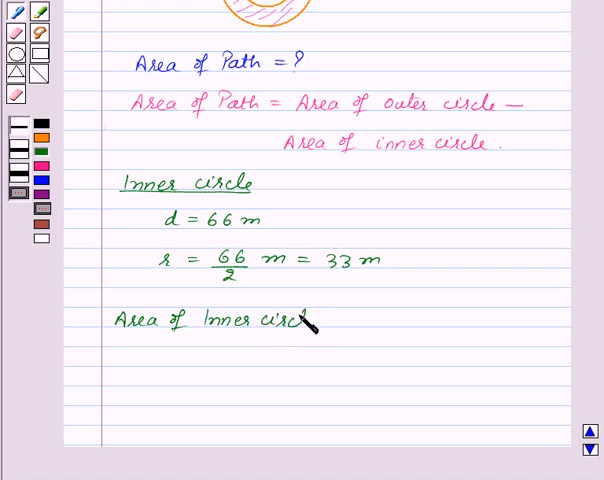 Area of Path = ?
Area of Path = Area of outer circle -
Area of inner circle.
Inner circle
d = 66 m
r = 66/2 m = 33 m
Area of Inner circl